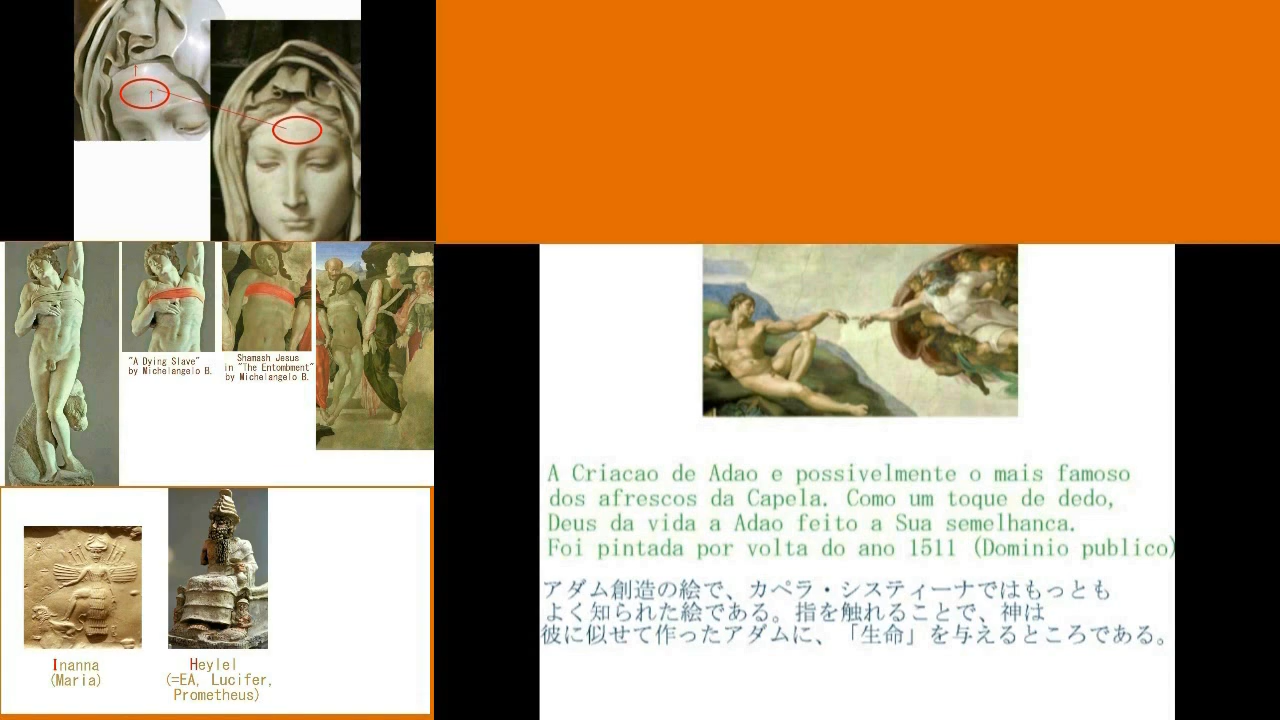 "A Dying Slave"
by Michelangelo B.
Shamash Jesus
in "The Entombment"
by Michelangelo B.
Inanna
(Maria)
Heylel
(=EA, Lucifer,
Prometheus)
A Criacao de Adao e possivelmente o mais famoso
dos afrescos da Capela. Como um toque de dedo,
Deus da vida a Adao feito a Sua semelhanca.
Foi pintada por volta do ano 1511 (Dominio publico)
アダム創造の絵で、カペラ・システィーナではもっとも
よく知られた絵である。指を触れることで、神は
彼に似せて作ったアダムに、「生命」を与えるところである。